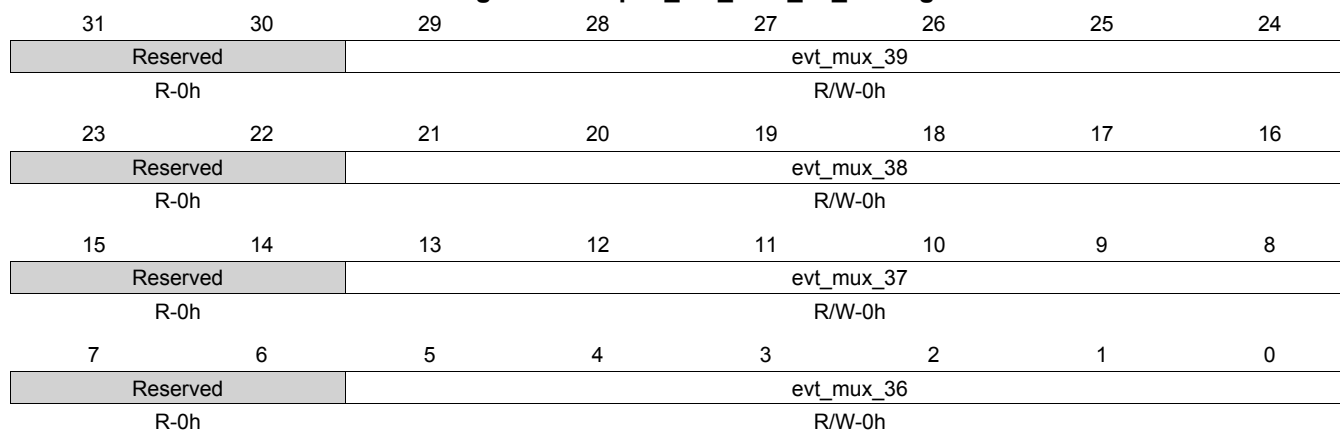 31 30 29 28 27 26 25 24
Reserved evt_mux_39
R-0h R/W-0h
23 22 21 20 19 18 17 16
Reserved evt_mux_38
R-0h R/W-0h
15 14 13 12 11 10 9 8
Reserved evt_mux_37
R-0h R/W-0h
7 6 5 4 3 2 1 0
Reserved evt_mux_36
R-0h R/W-0h